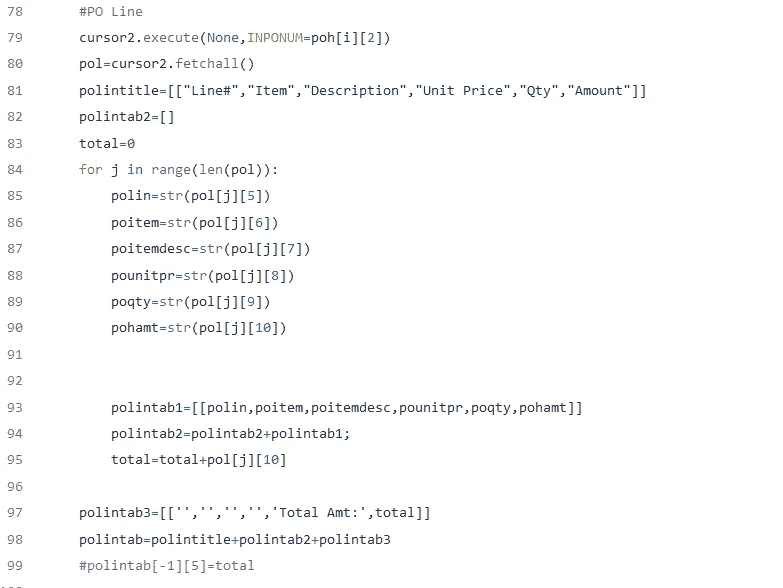 78 #PO Line
79 cursor2.execute(None,INPONUM=poh[i][2])
80 pol=cursor2.fetchall()
81 polintitle=[["Line#","Item","Description","Unit Price","Qty","Amount"]]
82 polintab2=[]
83 total=0
84 for j in range(len(pol)):
85 polin=str(pol[j][5])
86 poitem=str(pol[j][6])
87 poitemdesc=str(pol[j][7])
88 pounitpr=str(pol[j][8])
89 poqty=str(pol[j][9])
90 pohamt=str(pol[j][10])
91
92
93 polintab1=[[polin,poitem,poitemdesc,pounitpr,poqty,pohamt]]
94 polintab2=polintab2+polintab1;
95 total=total+pol[j][10]
96
97 polintab3=[['','','','','Total Amt:',total]]
98 polintab=polintitle+polintab2+polintab3
99 #polintab[-1][5]=total